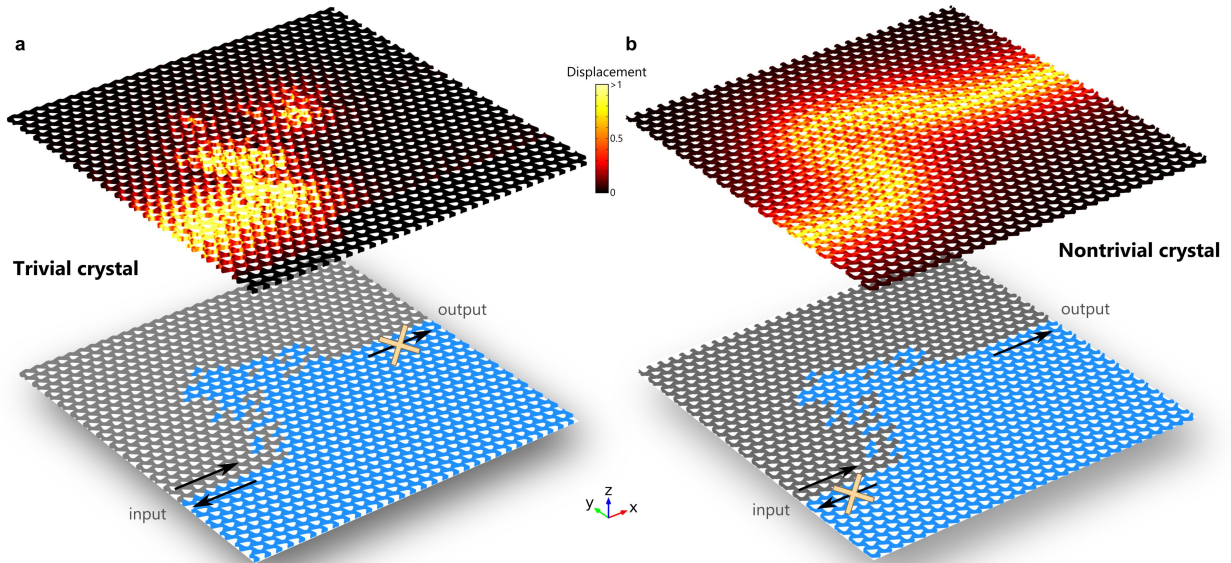 a
b
Displacement
>1
0.5
0
Trivial crystal
Nontrivial crystal
output
output
input
input
z
y
x